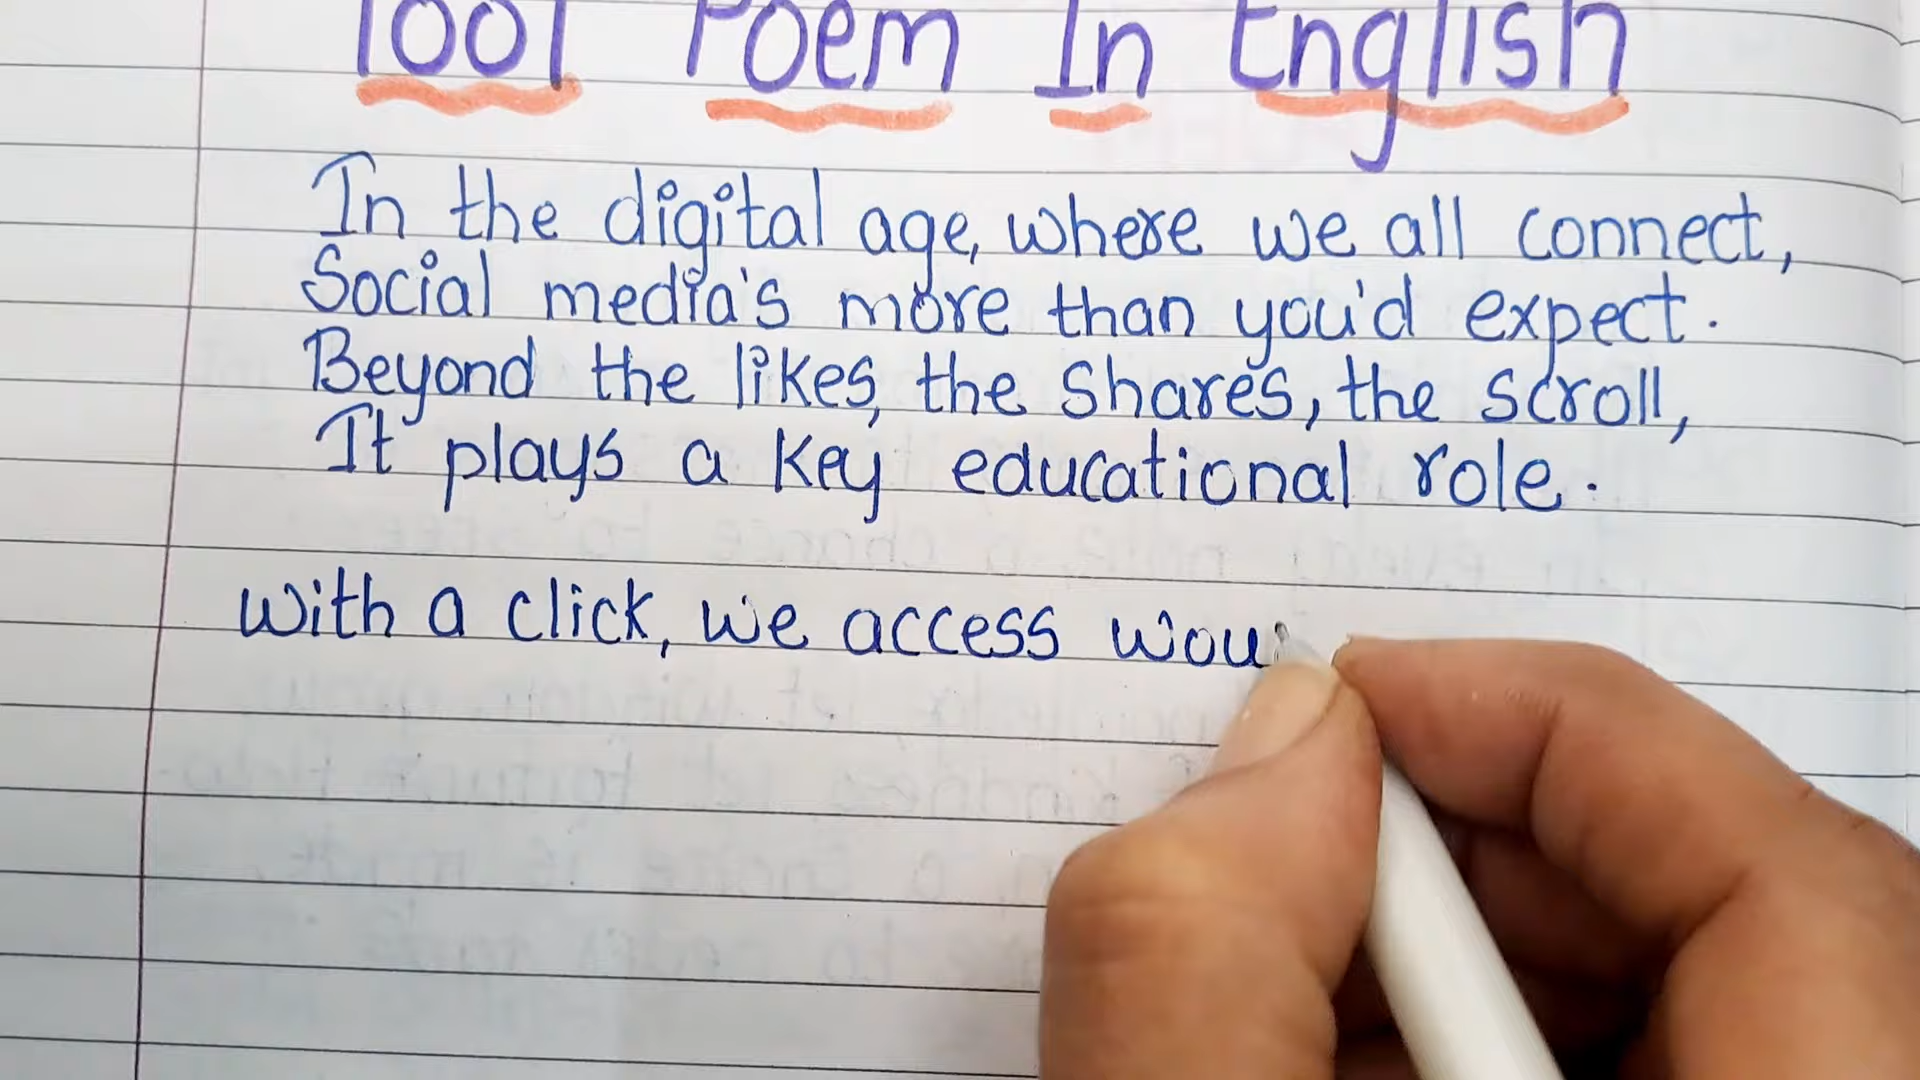 Tool Poem In English
In the digital age, where we all connect,
Social media's more than you'd expect.
Beyond the likes, the shares, the scroll,
It plays a key educational role.
with a click, we access